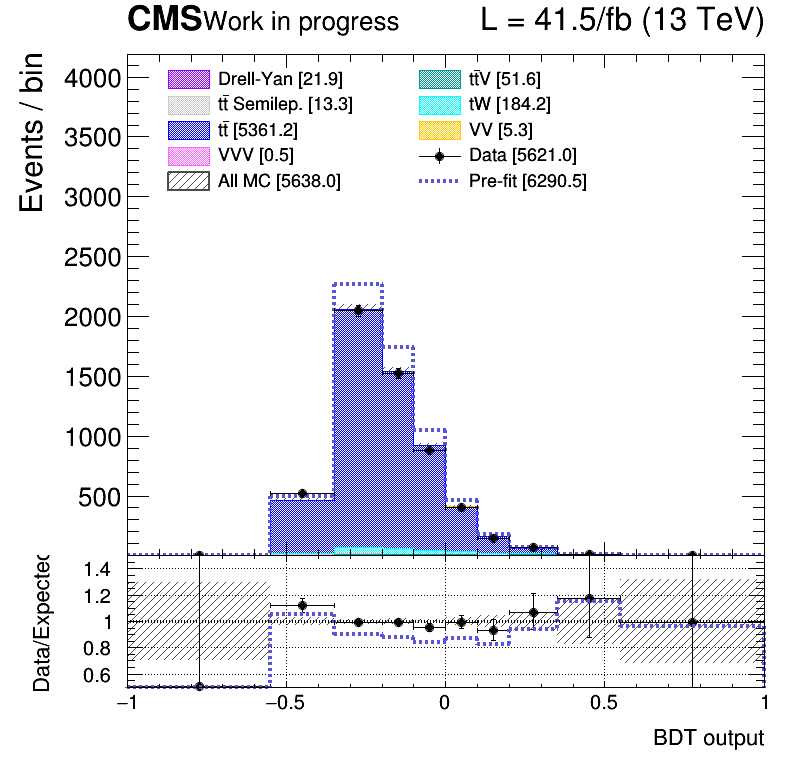 CMS Work in progress L = 41.5/fb (13 TeV)
Events / bin
4000
3500
3000
2500
2000
1500
1000
500
Drell-Yan [21.9]
tt̄ Semilep. [13.3]
tt̄ [5361.2]
VVV [0.5]
All MC [5638.0]
tt̄V [51.6]
tW [184.2]
VV [5.3]
Data [5621.0]
Pre-fit [6290.5]
Data/Expected
1.4
1.2
1
0.8
0.6
−1 −0.5 0 0.5 1
BDT output